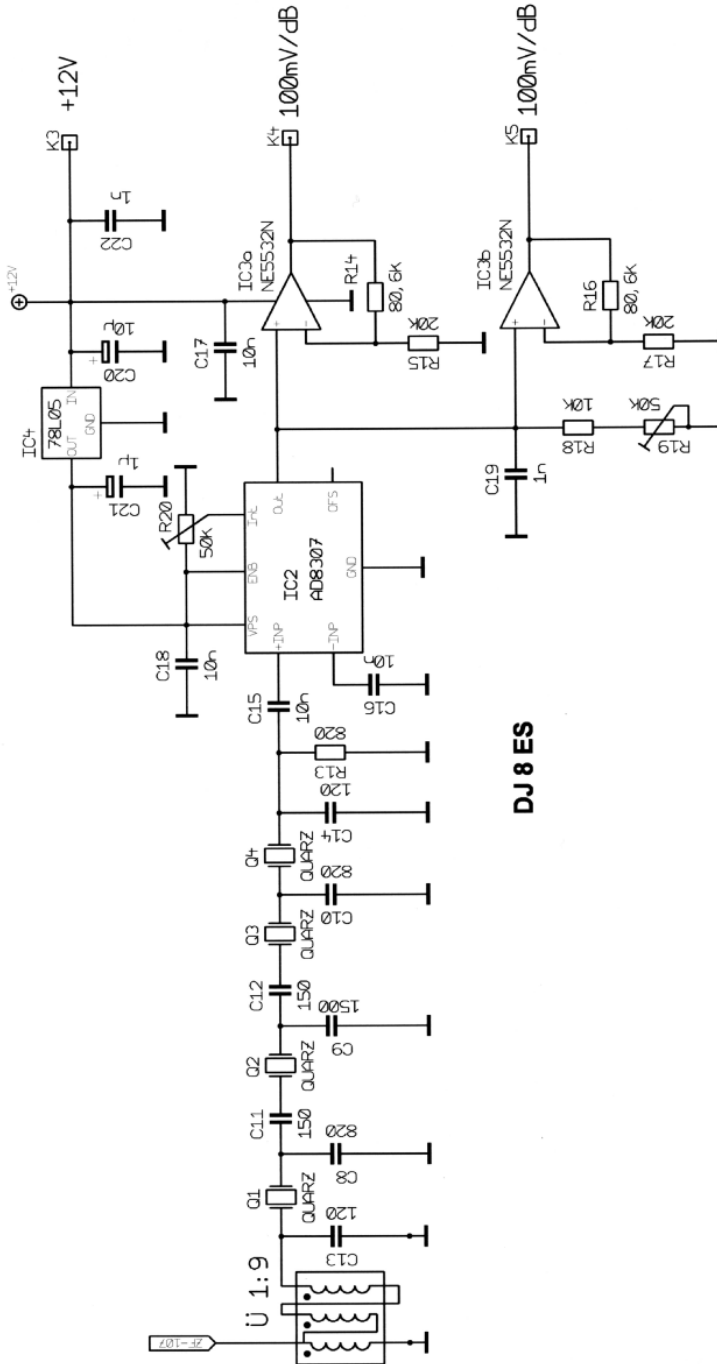 ZF-107
Ü 1:9
C13
120
Q1
QUARZ
C8
820
C11
150
Q2
QUARZ
C9
1500
C12
150
Q3
QUARZ
C10
820
Q4
QUARZ
C14
120
R13
820
C15
10n
C16
10n
C18
10n
IC2
AD8307
VPS
ENB
Int
+INP
-INP
Out
OFS
GND
R20
50K
C21
1µ
+
IC4
78L05
OUT
IN
GND
C20
10µ
+
+12V
C22
1µ
K3
+12V
C17
10n
IC3a
NE5532N
+
-
R14
80,6K
R15
20k
K4
100mV/dB
C19
1µ
R18
10K
R19
50K
IC3b
NE5532N
+
-
R16
80,6K
R17
20K
K5
100mV/dB
DJ 8 ES